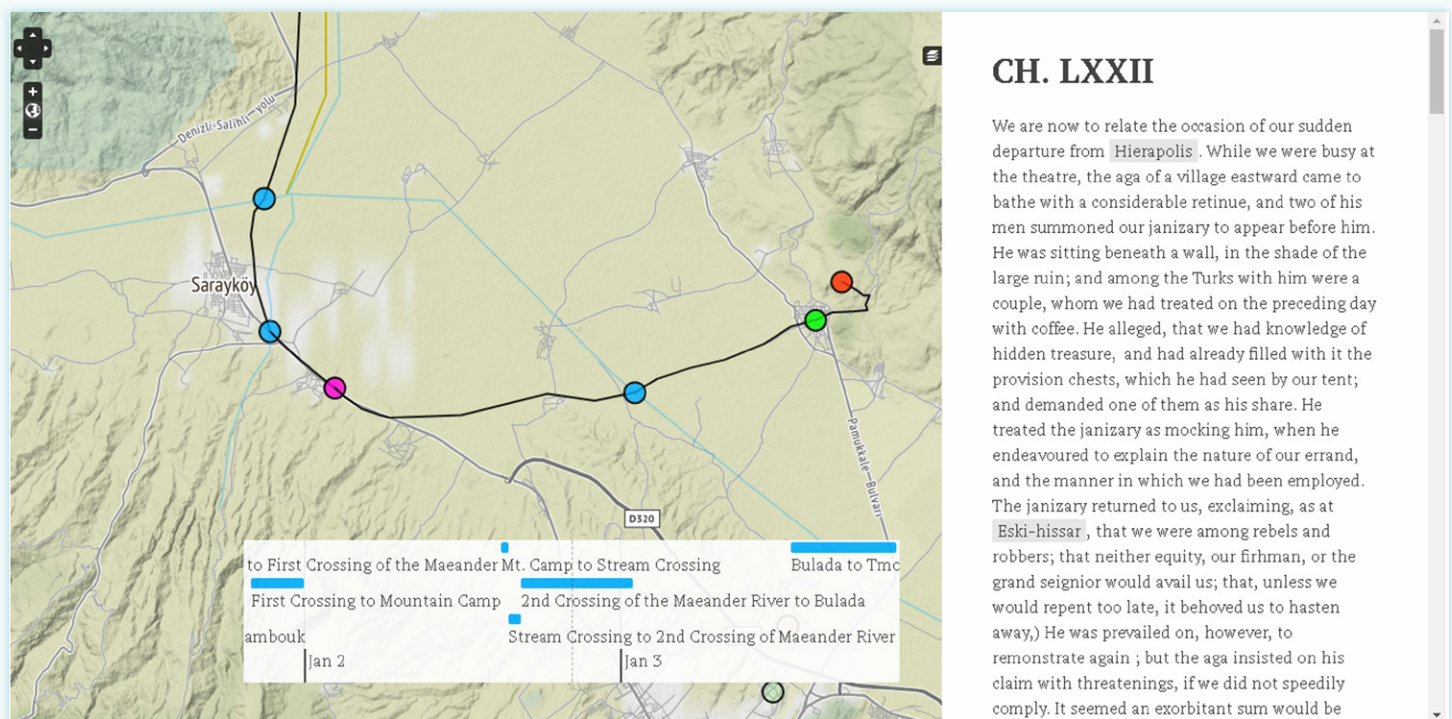 Denizli-Salihli-yolu
Sarayköy
Pamukkale-Bulvarı
D320
to First Crossing of the Maeander Mt. Camp to Stream Crossing
Bulada to Tmo
First Crossing to Mountain Camp
2nd Crossing of the Maeander River to Bulada
ambouk
Stream Crossing to 2nd Crossing of Maeander River
Jan 2
Jan 3
CH. LXXII
We are now to relate the occasion of our sudden
departure from Hierapolis . While we were busy at
the theatre, the aga of a village eastward came to
bathe with a considerable retinue, and two of his
men summoned our janizary to appear before him.
He was sitting beneath a wall, in the shade of the
large ruin; and among the Turks with him were a
couple, whom we had treated on the preceding day
with coffee. He alleged, that we had knowledge of
hidden treasure, and had already filled with it the
provision chests, which he had seen by our tent;
and demanded one of them as his share. He
treated the janizary as mocking him, when he
endeavoured to explain the nature of our errand,
and the manner in which we had been employed.
The janizary returned to us, exclaiming, as at
Eski-hissar , that we were among rebels and
robbers; that neither equity, our firhman, or the
grand seignior would avail us; that, unless we
would repent too late, it behoved us to hasten
away,) He was prevailed on, however, to
remonstrate again ; but the aga insisted on his
claim with threatenings, if we did not speedily
comply. It seemed an exorbitant sum would be